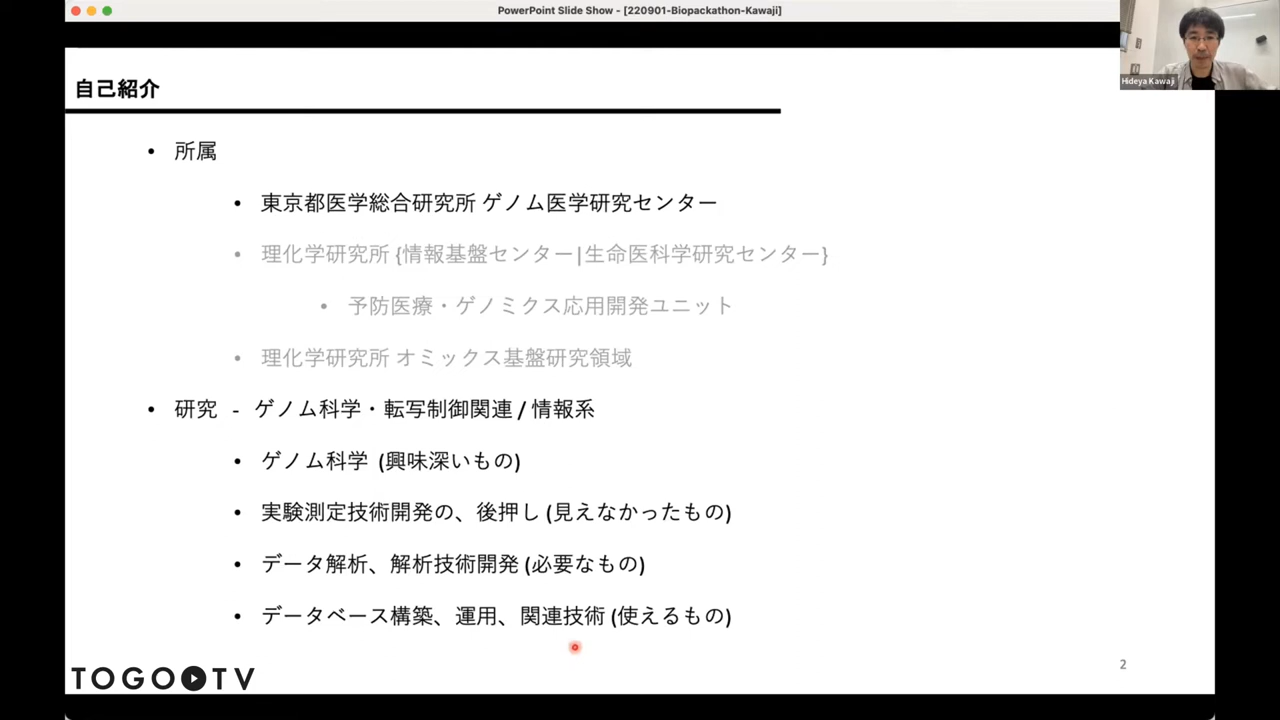 PowerPoint Slide Show - [220901-Biopackathon-Kawaji]
Hideya Kawaji
自己紹介
• 所属
• 東京都医学総合研究所 ゲノム医学研究センター
• 理化学研究所 {情報基盤センター|生命医科学研究センター}
• 予防医療・ゲノミクス応用開発ユニット
• 理化学研究所 オミックス基盤研究領域
• 研究 - ゲノム科学・転写制御関連 / 情報系
• ゲノム科学 (興味深いもの)
• 実験測定技術開発の、後押し (見えなかったもの)
• データ解析、解析技術開発 (必要なもの)
• データベース構築、運用、関連技術 (使えるもの)
TOGO TV
2